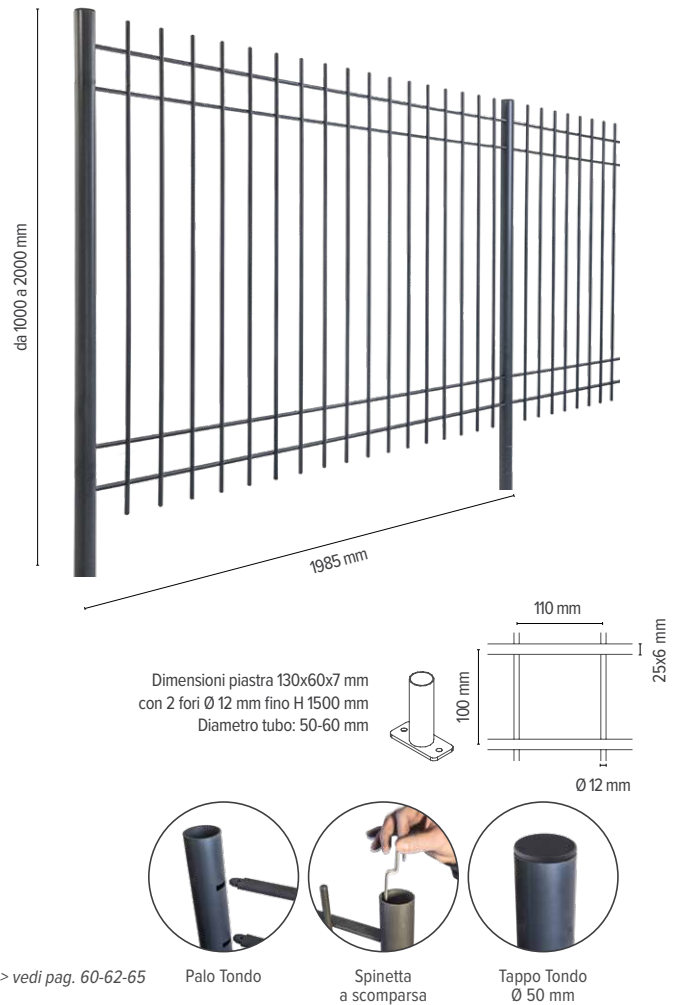 da 1000 a 2000 mm
1985 mm
110 mm
25x6 mm
100 mm
Ø 12 mm
Dimensioni piastra 130x60x7 mm
con 2 fori Ø 12 mm fino H 1500 mm
Diametro tubo: 50-60 mm
> vedi pag. 60-62-65
Palo Tondo
Spinetta
a scomparsa
Tappo Tondo
Ø 50 mm